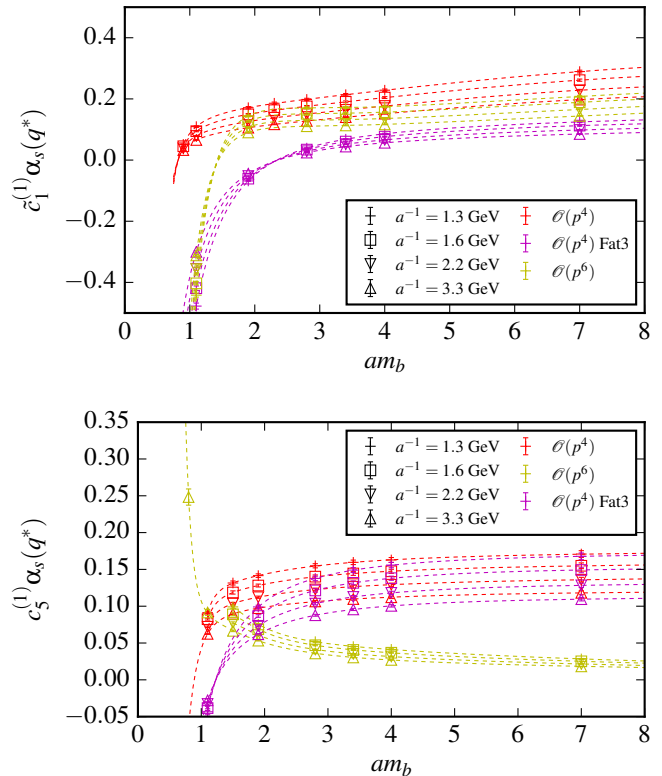 0.4
0.2
0.0
−0.2
−0.4
c̃₁⁽¹⁾αₛ(q*)
a⁻¹ = 1.3 GeV
a⁻¹ = 1.6 GeV
a⁻¹ = 2.2 GeV
a⁻¹ = 3.3 GeV
𝒪(p⁴)
𝒪(p⁴) Fat3
𝒪(p⁶)
0 1 2 3 4 5 6 7 8
am_b
0.35
0.30
0.25
0.20
0.15
0.10
0.05
0.00
−0.05
c₅⁽¹⁾αₛ(q*)
a⁻¹ = 1.3 GeV
a⁻¹ = 1.6 GeV
a⁻¹ = 2.2 GeV
a⁻¹ = 3.3 GeV
𝒪(p⁴)
𝒪(p⁶)
𝒪(p⁴) Fat3
0 1 2 3 4 5 6 7 8
am_b